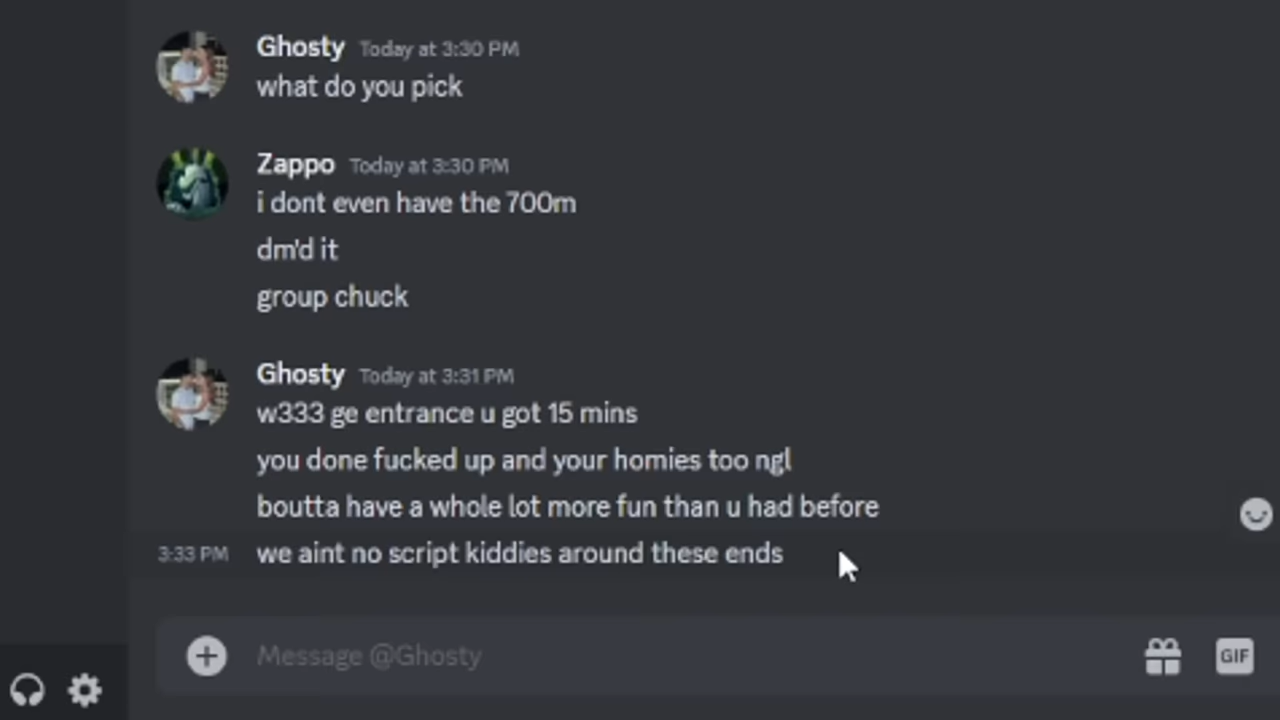 Ghosty Today at 3:30 PM
what do you pick
Zappo Today at 3:30 PM
i dont even have the 700m
dm'd it
group chuck
Ghosty Today at 3:31 PM
w333 ge entrance u got 15 mins
you done fucked up and your homies too ngl
boutta have a whole lot more fun than u had before
3:33 PM we aint no script kiddies around these ends
Message @Ghosty
GIF